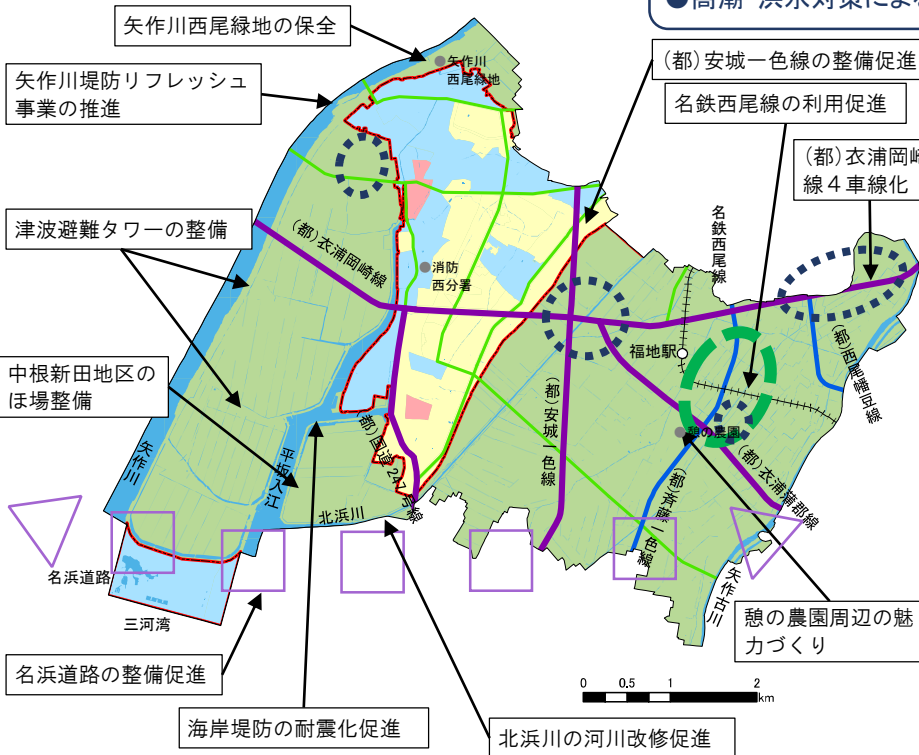 ●高潮・洪水対策によ
矢作川西尾緑地の保全
矢作川
西尾緑地
(都)安城一色線の整備促進
矢作川堤防リフレッシュ
事業の推進
名鉄西尾線の利用促進
(都)衣浦岡崎
線４車線化
津波避難タワーの整備
(都)衣浦岡崎線
消防
西分署
名鉄西尾線
福地駅
(都)西尾幡豆線
中根新田地区の
ほ場整備
矢作川
平坂入江
(都)国道247号線
(都)安城一色線
憩の農園
(都)斉藤一色線
(都)衣浦蒲郡線
北浜川
名浜道路
三河湾
矢作古川
憩の農園周辺の魅
力づくり
名浜道路の整備促進
海岸堤防の耐震化促進
北浜川の河川改修促進
0 0.5 1 2
km